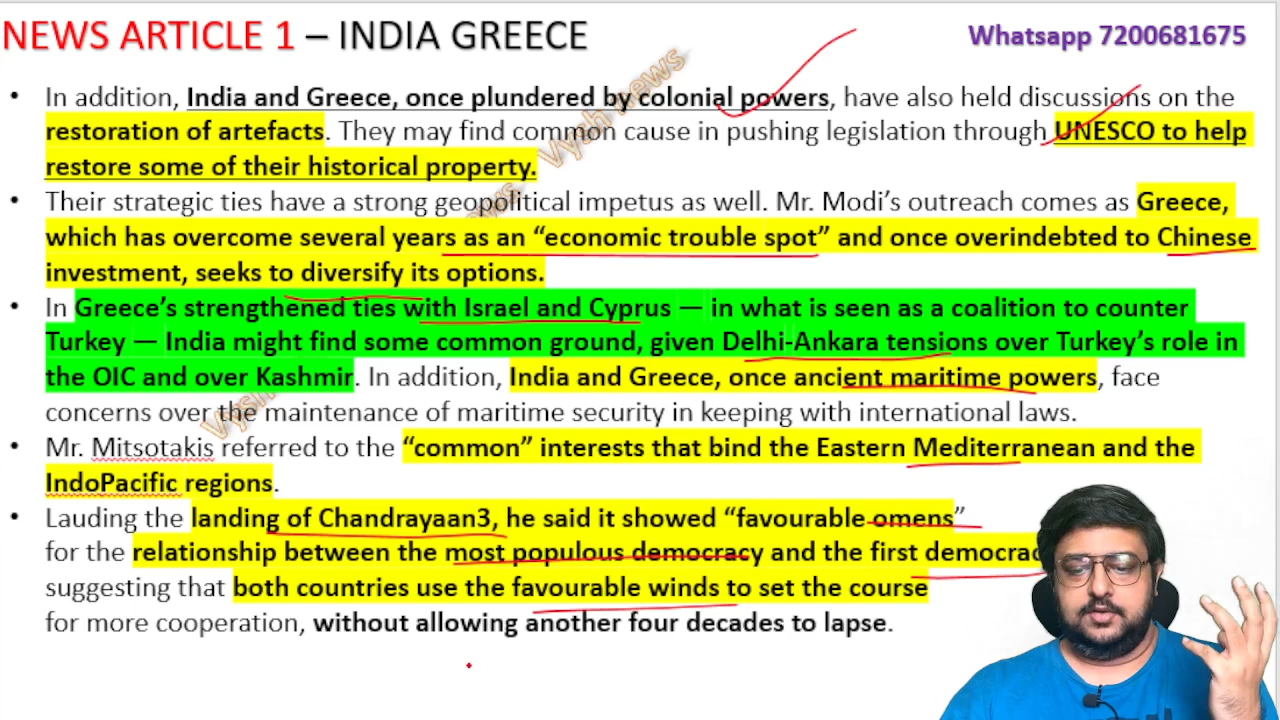 NEWS ARTICLE 1 – INDIA GREECE
Whatsapp 7200681675
• In addition, India and Greece, once plundered by colonial powers, have also held discussions on the
restoration of artefacts. They may find common cause in pushing legislation through UNESCO to help
restore some of their historical property.
• Their strategic ties have a strong geopolitical impetus as well. Mr. Modi’s outreach comes as Greece,
which has overcome several years as an “economic trouble spot” and once overindebted to Chinese
investment, seeks to diversify its options.
• In Greece’s strengthened ties with Israel and Cyprus — in what is seen as a coalition to counter
Turkey — India might find some common ground, given Delhi-Ankara tensions over Turkey’s role in
the OIC and over Kashmir. In addition, India and Greece, once ancient maritime powers, face
concerns over the maintenance of maritime security in keeping with international laws.
• Mr. Mitsotakis referred to the “common” interests that bind the Eastern Mediterranean and the
IndoPacific regions.
• Lauding the landing of Chandrayaan3, he said it showed “favourable omens”
for the relationship between the most populous democracy and the first democrac
suggesting that both countries use the favourable winds to set the course
for more cooperation, without allowing another four decades to lapse.
Vysh news